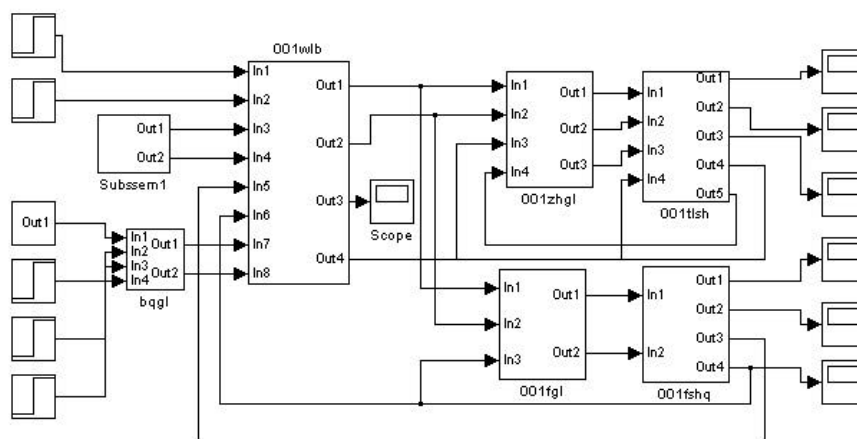 001wlb
In1
In2
In3
In4
In5
In6
In7
In8
Out1
Out2
Out3
Out4
Out1
Out2
Subssem1
Out1
In1
In2
In3
In4
Out1
Out2
bqgl
Scope
In1
In2
In3
In4
Out1
Out2
Out3
001zhgl
In1
In2
In3
In4
Out1
Out2
Out3
Out4
Out5
001tlsh
In1
In2
In3
Out1
Out2
001fgl
In1
In2
Out1
Out2
Out3
Out4
001fshq